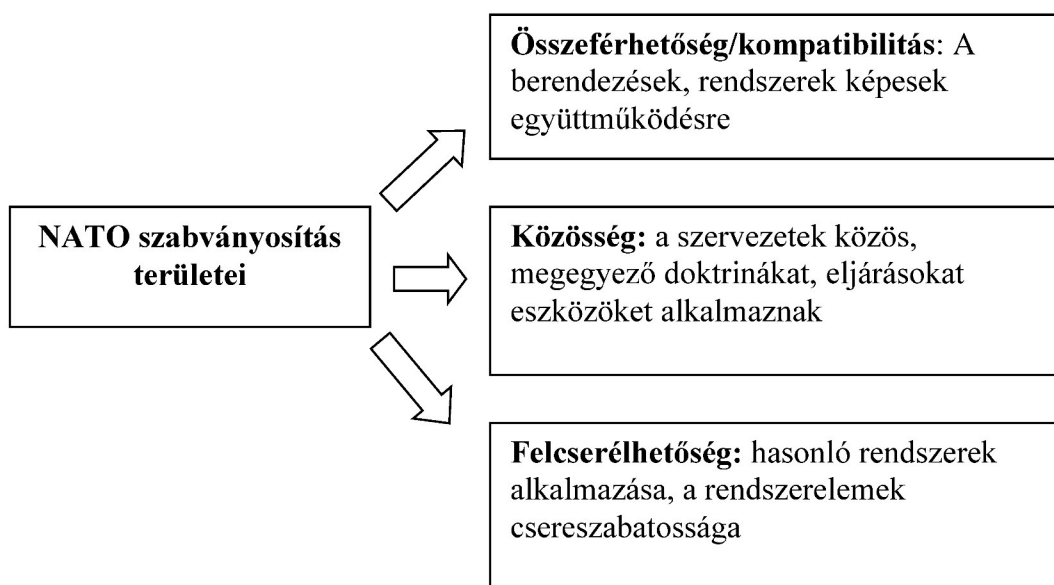 Összeférhetőség/kompatibilitás: A
berendezések, rendszerek képesek
együttműködésre
NATO szabványosítás
területei
Közösség: a szervezetek közös,
megegyező doktrinákat, eljárásokat
eszközöket alkalmaznak
Felcserélhetőség: hasonló rendszerek
alkalmazása, a rendszerelemek
csereszabatossága